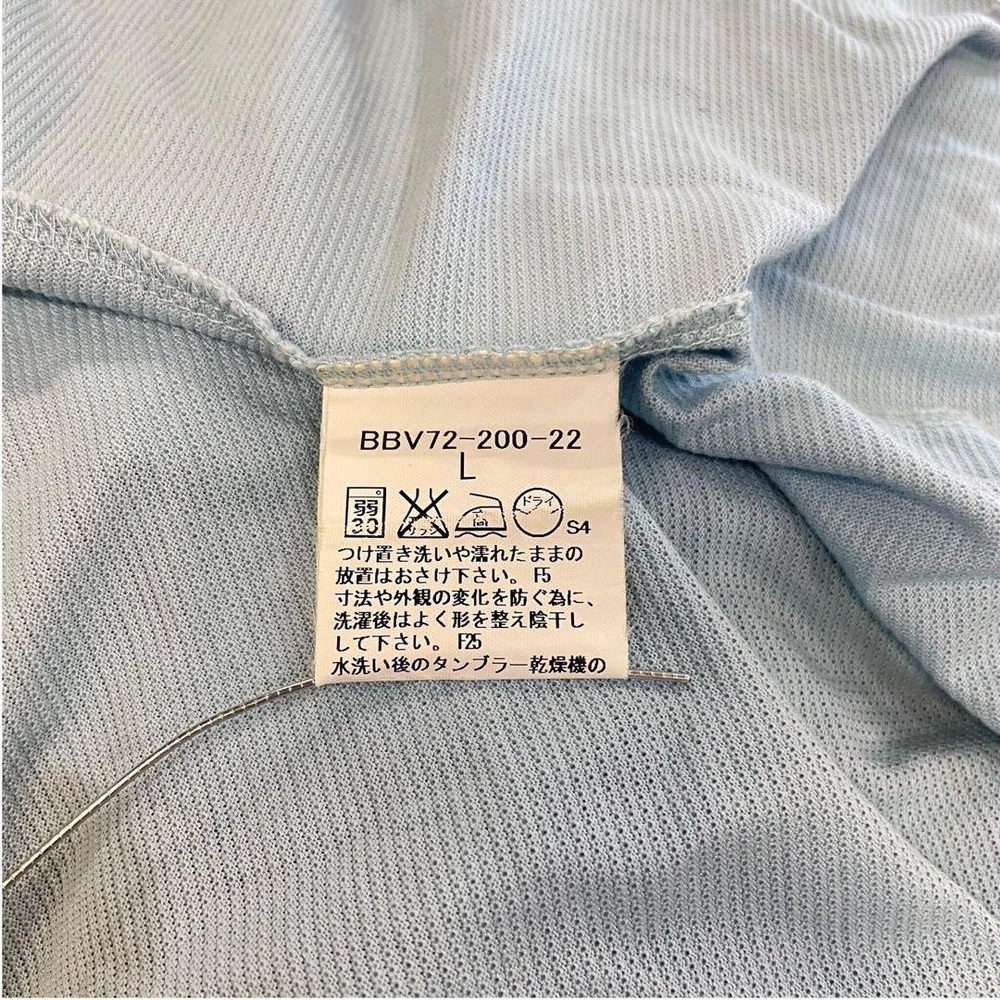 BBV72-200-22
L
弱 30 サラシ 高 ドライ S4
つけ置き洗いや濡れたままの
放置はおさけ下さい。 F5
寸法や外観の変化を防ぐ為に、
洗濯後はよく形を整え陰干し
して下さい。 F25
水洗い後のタンブラー乾燥機の